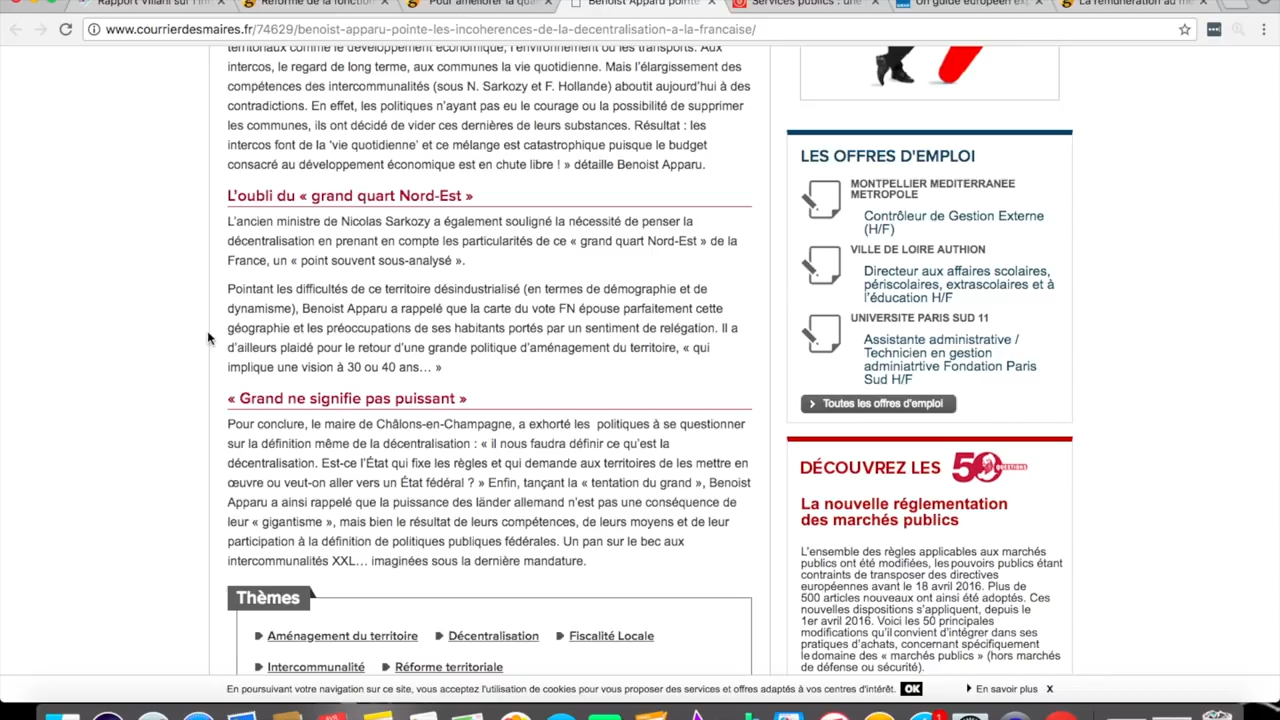 Rapport Villani sur l'in
Réforme de la fonction
Pour améliorer la qua
Benoist Apparu pointe
Services publics : une
Un guide européen exp
La rémunération au mé
www.courrierdesmaires.fr/74629/benoist-apparu-pointe-les-incoherences-de-la-decentralisation-a-la-francaise/
territoriaux comme le développement économique, l'environnement ou les transports. Aux
intercos, le regard de long terme, aux communes la vie quotidienne. Mais l'élargissement des
compétences des intercommunalités (sous N. Sarkozy et F. Hollande) aboutit aujourd'hui à des
contradictions. En effet, les politiques n'ayant pas eu le courage ou la possibilité de supprimer
les communes, ils ont décidé de vider ces dernières de leurs substances. Résultat : les
intercos font de la 'vie quotidienne' et ce mélange est catastrophique puisque le budget
consacré au développement économique est en chute libre ! » détaille Benoist Apparu.
L'oubli du « grand quart Nord-Est »
L'ancien ministre de Nicolas Sarkozy a également souligné la nécessité de penser la
décentralisation en prenant en compte les particularités de ce « grand quart Nord-Est » de la
France, un « point souvent sous-analysé ».
Pointant les difficultés de ce territoire désindustrialisé (en termes de démographie et de
dynamisme), Benoist Apparu a rappelé que la carte du vote FN épouse parfaitement cette
géographie et les préoccupations de ses habitants portés par un sentiment de relégation. Il a
d'ailleurs plaidé pour le retour d'une grande politique d'aménagement du territoire, « qui
implique une vision à 30 ou 40 ans… »
« Grand ne signifie pas puissant »
Pour conclure, le maire de Châlons-en-Champagne, a exhorté les politiques à se questionner
sur la définition même de la décentralisation : « il nous faudra définir ce qu'est la
décentralisation. Est-ce l'État qui fixe les règles et qui demande aux territoires de les mettre en
œuvre ou veut-on aller vers un État fédéral ? » Enfin, tançant la « tentation du grand », Benoist
Apparu a ainsi rappelé que la puissance des länder allemand n'est pas une conséquence de
leur « gigantisme », mais bien le résultat de leurs compétences, de leurs moyens et de leur
participation à la définition de politiques publiques fédérales. Un pan sur le bec aux
intercommunalités XXL… imaginées sous la dernière mandature.
Thèmes
Aménagement du territoire
Décentralisation
Fiscalité Locale
Intercommunalité
Réforme territoriale
LES OFFRES D'EMPLOI
MONTPELLIER MEDITERRANEE
METROPOLE
Contrôleur de Gestion Externe
(H/F)
VILLE DE LOIRE AUTHION
Directeur aux affaires scolaires,
périscolaires, extrascolaires et à
l'éducation H/F
UNIVERSITE PARIS SUD 11
Assistante administrative /
Technicien en gestion
adminiatrtive Fondation Paris
Sud H/F
Toutes les offres d'emploi
DÉCOUVREZ LES 50 QUESTIONS
La nouvelle réglementation
des marchés publics
L'ensemble des règles applicables aux marchés
publics ont été modifiées, les pouvoirs publics étant
contraints de transposer des directives
européennes avant le 18 avril 2016. Plus de
500 articles nouveaux ont ainsi été adoptés. Ces
nouvelles dispositions s'appliquent, depuis le
1er avril 2016. Voici les 50 principales
modifications qu'il convient d'intégrer dans ses
pratiques d'achats, concernant spécifiquement
le domaine des « marchés publics » (hors marchés
de défense ou sécurité).
En poursuivant votre navigation sur ce site, vous acceptez l'utilisation de cookies pour vous proposer des services et offres adaptés à vos centres d'intérêt. OK
En savoir plus X
1